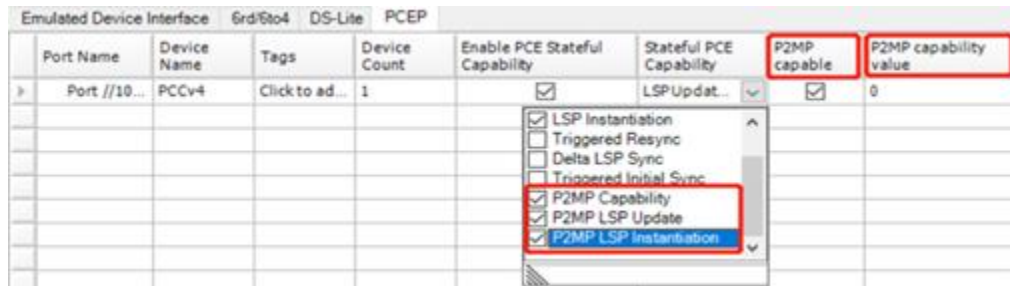 Emulated Device Interface 6rd/6to4 DS-Lite PCEP
Port Name Device Name Tags Device Count Enable PCE Stateful Capability Stateful PCE Capability P2MP capable P2MP capability value
Port //10... PCCv4 Click to ad... 1 LSPUpdat... 0
LSP Instantiation
Triggered Resync
Delta LSP Sync
Triggered Initial Sync
P2MP Capability
P2MP LSP Update
P2MP LSP Instantiation